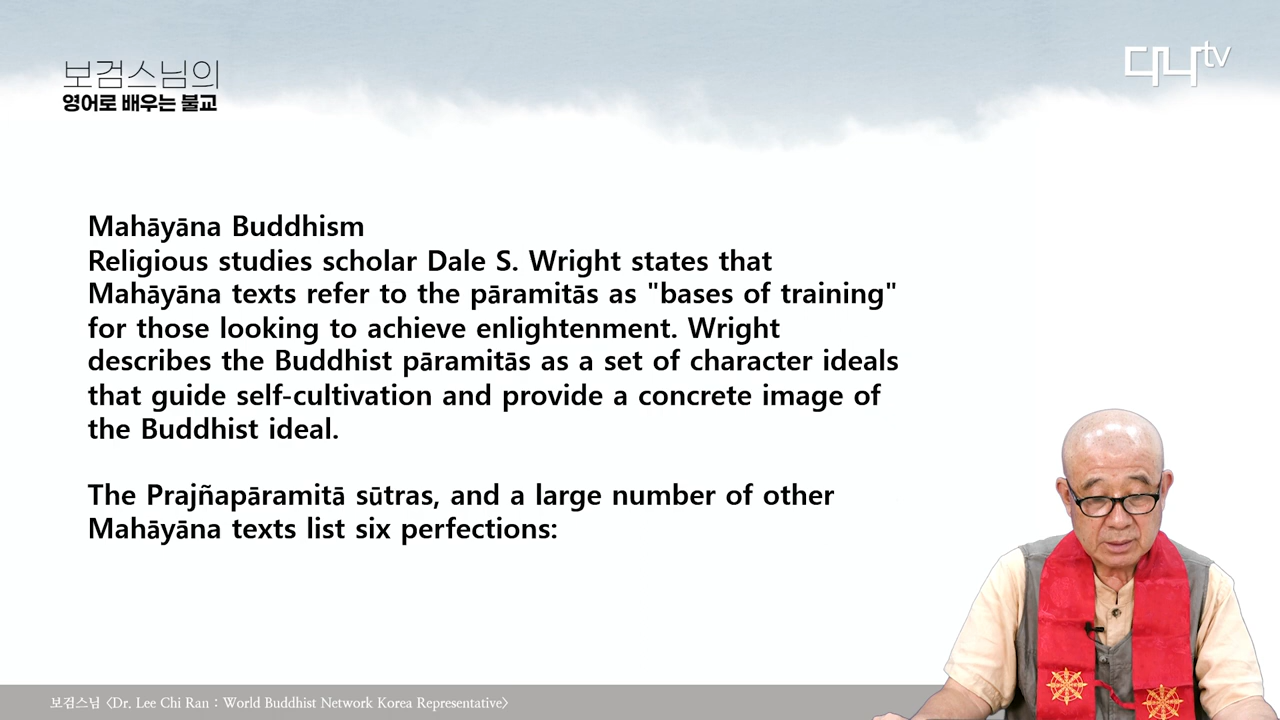 보검스님의
영어로 배우는 불교
디나tv
Mahāyāna Buddhism
Religious studies scholar Dale S. Wright states that
Mahāyāna texts refer to the pāramitās as "bases of training"
for those looking to achieve enlightenment. Wright
describes the Buddhist pāramitās as a set of character ideals
that guide self-cultivation and provide a concrete image of
the Buddhist ideal.
The Prajñapāramitā sūtras, and a large number of other
Mahāyāna texts list six perfections:
보검스님 <Dr. Lee Chi Ran : World Buddhist Network Korea Representative>